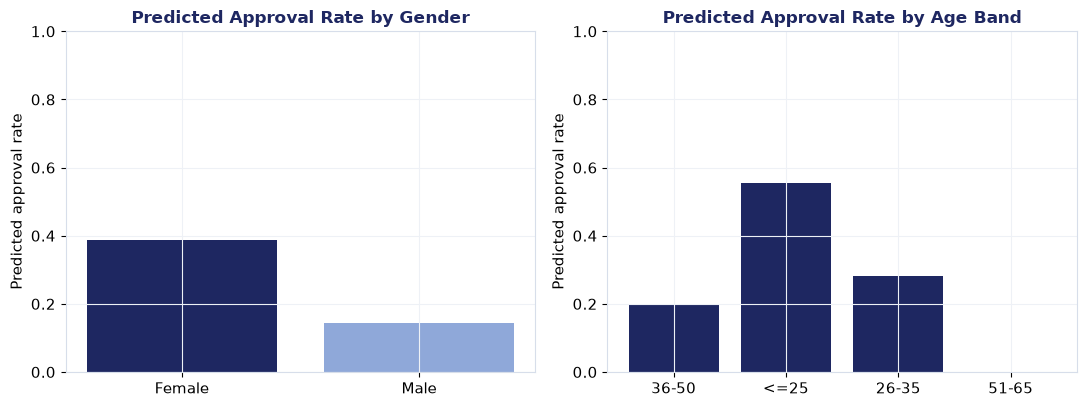 Predicted Approval Rate by Gender
Predicted approval rate
1.0
0.8
0.6
0.4
0.2
0.0
Female Male
Predicted Approval Rate by Age Band
Predicted approval rate
1.0
0.8
0.6
0.4
0.2
0.0
36-50 <=25 26-35 51-65